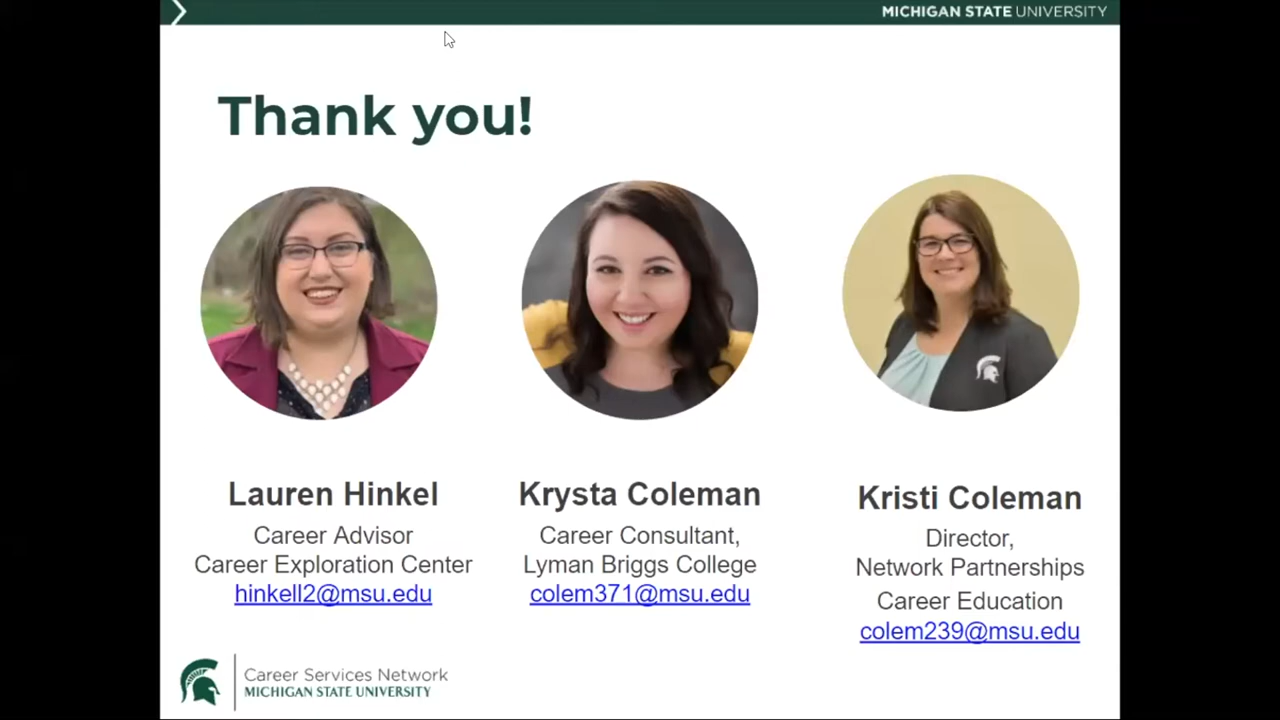 MICHIGAN STATE UNIVERSITY
Thank you!
Lauren Hinkel
Career Advisor
Career Exploration Center
hinkell2@msu.edu
Krysta Coleman
Career Consultant,
Lyman Briggs College
colem371@msu.edu
Kristi Coleman
Director,
Network Partnerships
Career Education
colem239@msu.edu
Career Services Network
MICHIGAN STATE UNIVERSITY